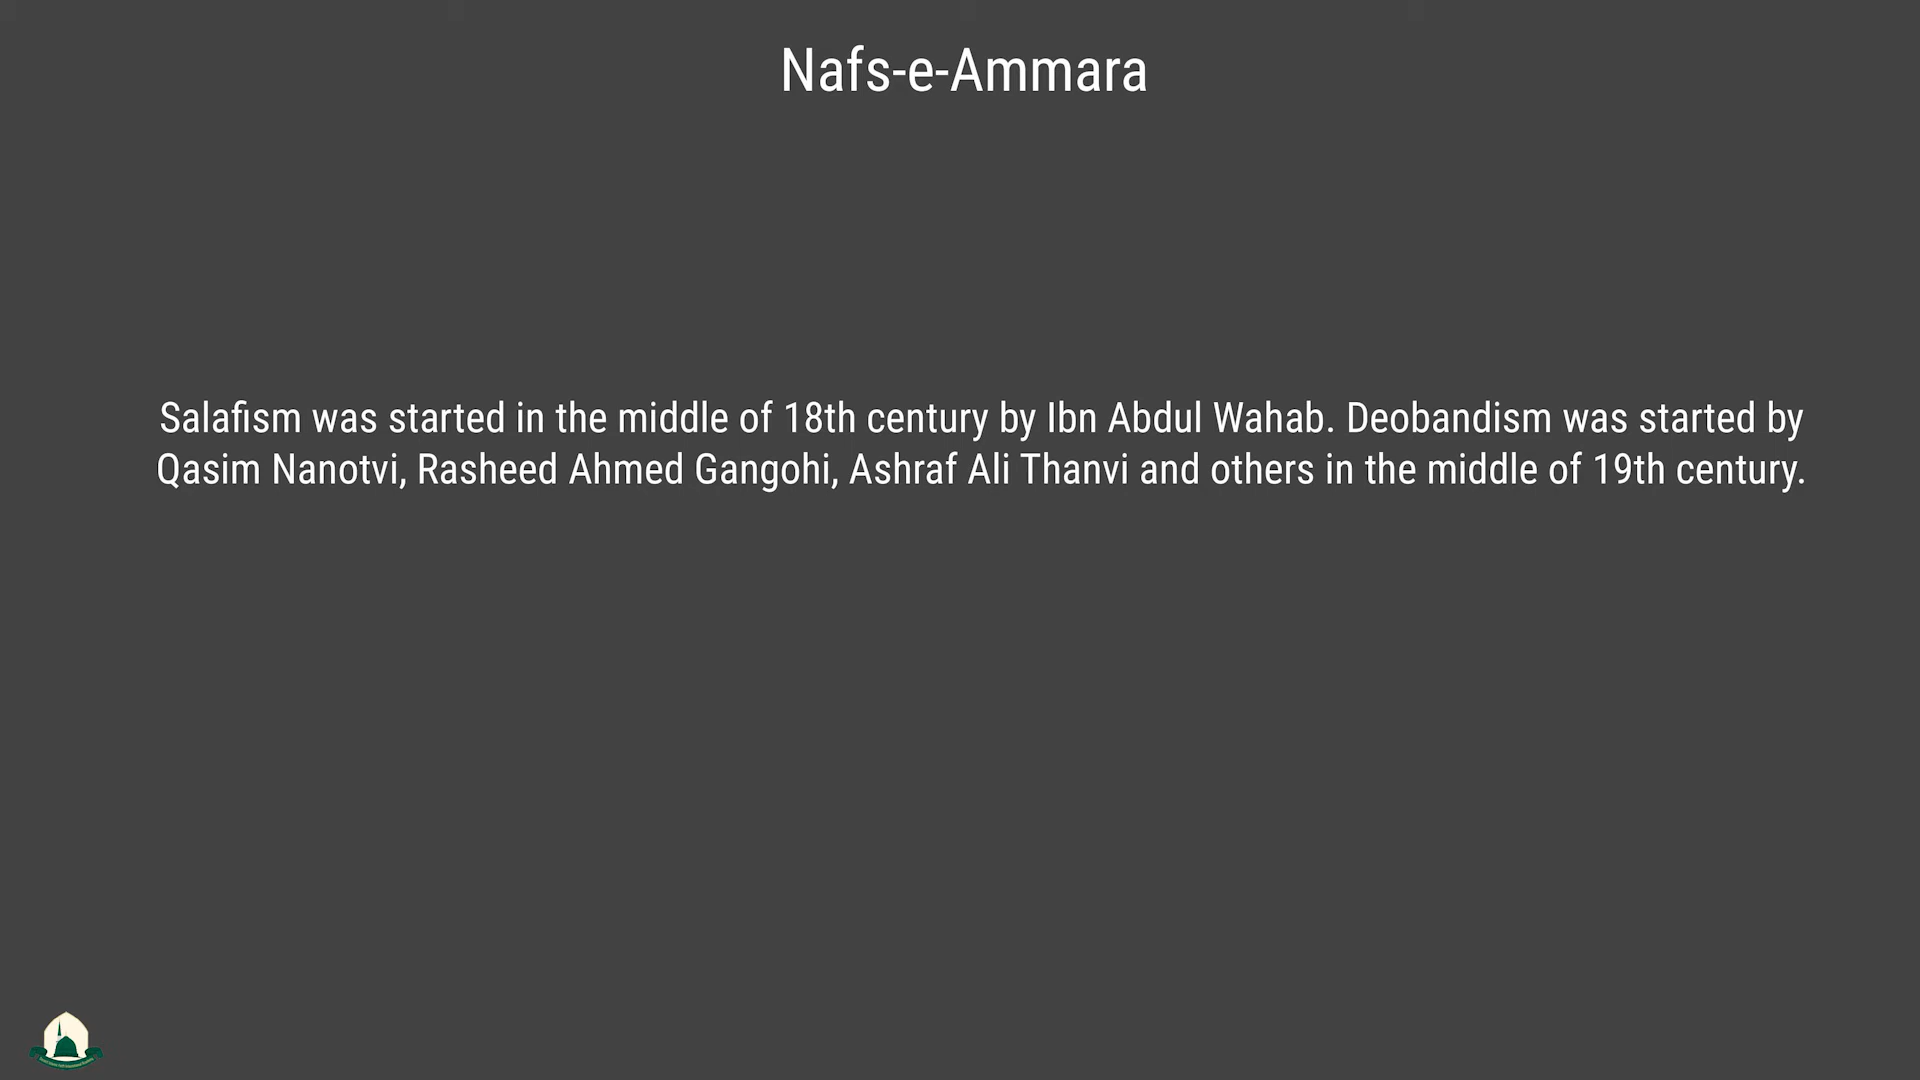 Nafs-e-Ammara
Salafism was started in the middle of 18th century by Ibn Abdul Wahab. Deobandism was started by
Qasim Nanotvi, Rasheed Ahmed Gangohi, Ashraf Ali Thanvi and others in the middle of 19th century.